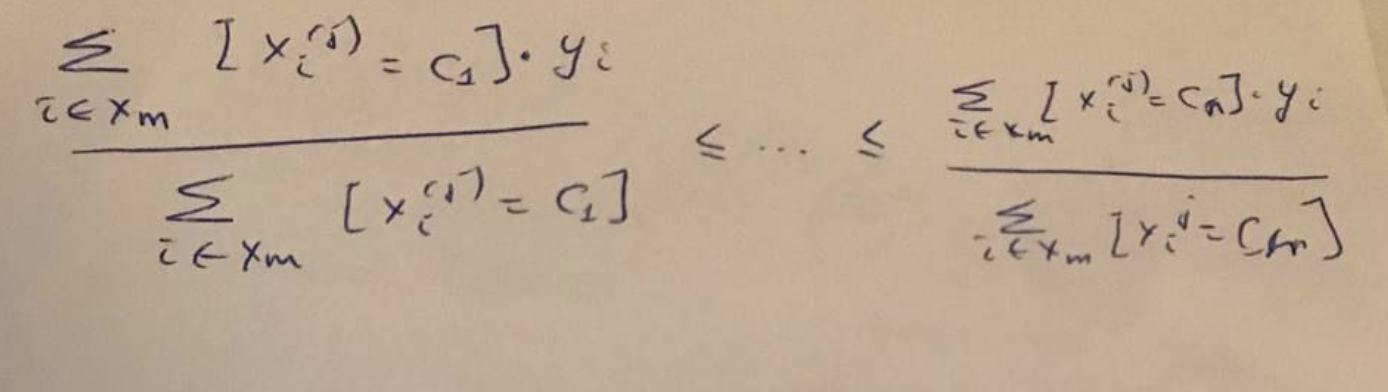 \frac{\sum_{i \in X_m} [x_i^{(j)} = c_1] \cdot y_i}{\sum_{i \in X_m} [x_i^{(j)} = c_1]} \leq \dots \leq \frac{\sum_{i \in X_m} [x_i^{(j)} = c_n] \cdot y_i}{\sum_{i \in X_m} [x_i^{j} = c_n]}